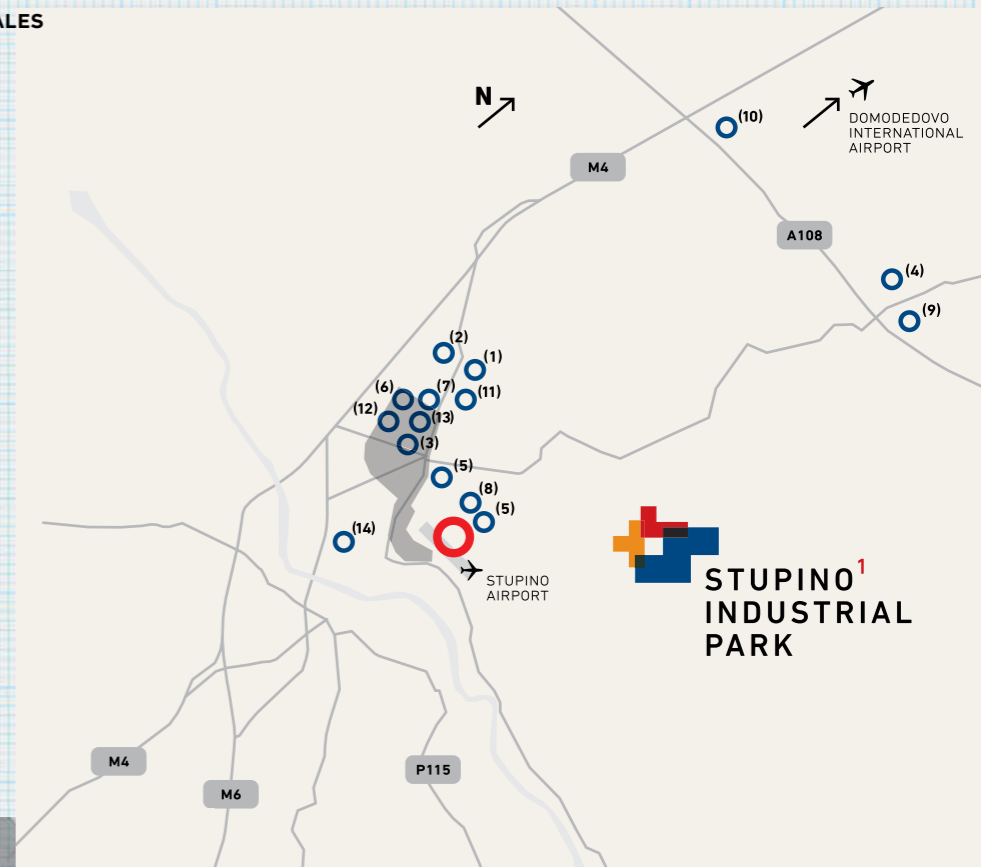 ALES
N
(10)
DOMODEDOVO
INTERNATIONAL
AIRPORT
M4
A108
(4)
(9)
(2)
(1)
(6)
(7)
(11)
(12)
(13)
(3)
(5)
(8)
(5)
(14)
STUPINO
AIRPORT
STUPINO¹
INDUSTRIAL
PARK
M4
P115
M6